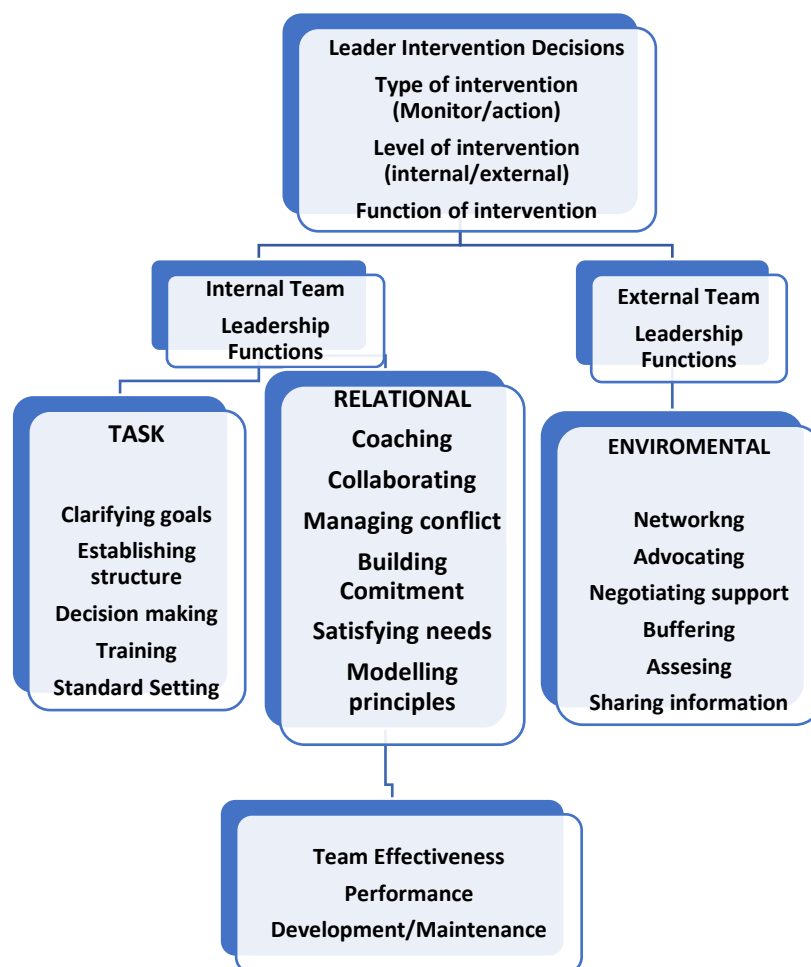 Leader Intervention Decisions
Type of intervention
(Monitor/action)
Level of intervention
(internal/external)
Function of intervention
Internal Team
Leadership
Functions
External Team
Leadership
Functions
TASK
Clarifying goals
Establishing
structure
Decision making
Training
Standard Setting
RELATIONAL
Coaching
Collaborating
Managing conflict
Building
Comitment
Satisfying needs
Modelling
principles
ENVIROMENTAL
Networkng
Advocating
Negotiating support
Buffering
Assesing
Sharing information
Team Effectiveness
Performance
Development/Maintenance